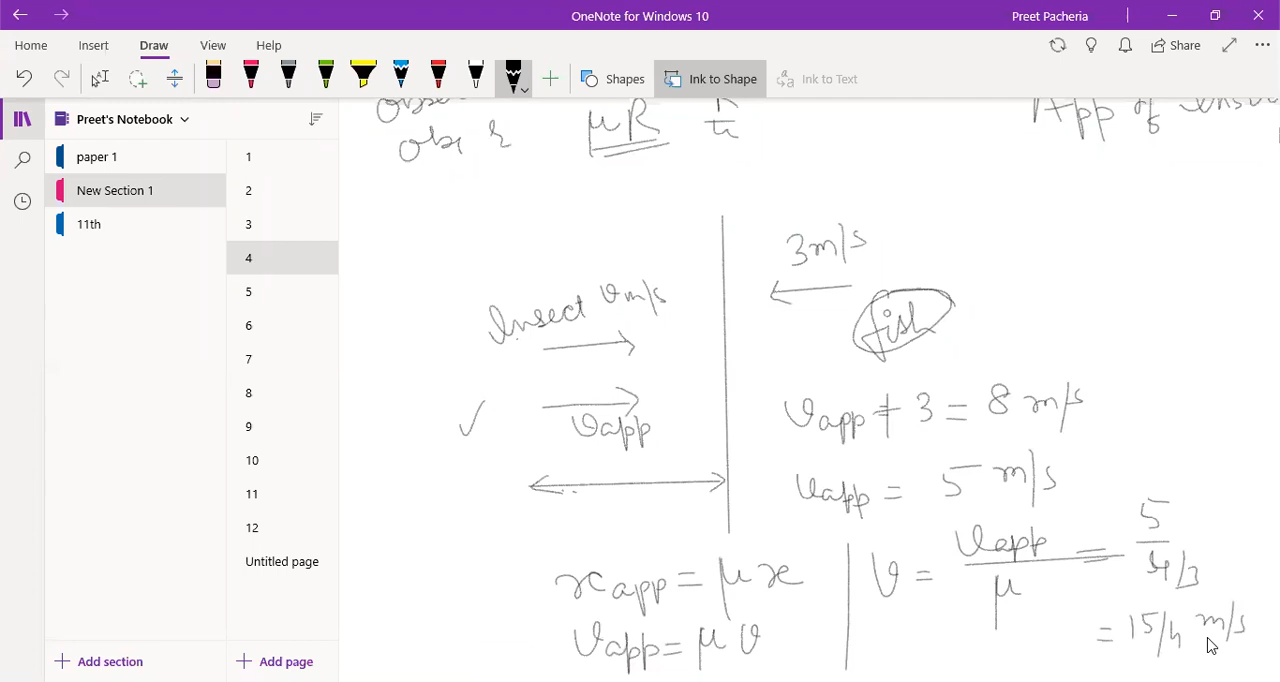 OneNote for Windows 10
Preet Pacheria
Home Insert Draw View Help
Share
Shapes
Ink to Shape
Ink to Text
Preet's Notebook
paper 1
New Section 1
11th
1
2
3
4
5
6
7
8
9
10
11
12
Untitled page
Add section
Add page
μR
App of
3m/s
Insect v m/s
fish
vapp
vapp + 3 = 8 m/s
vapp = 5 m/s
xapp = μx
vapp = μv
v = vapp/μ = 5/4/3
= 15/4 m/s